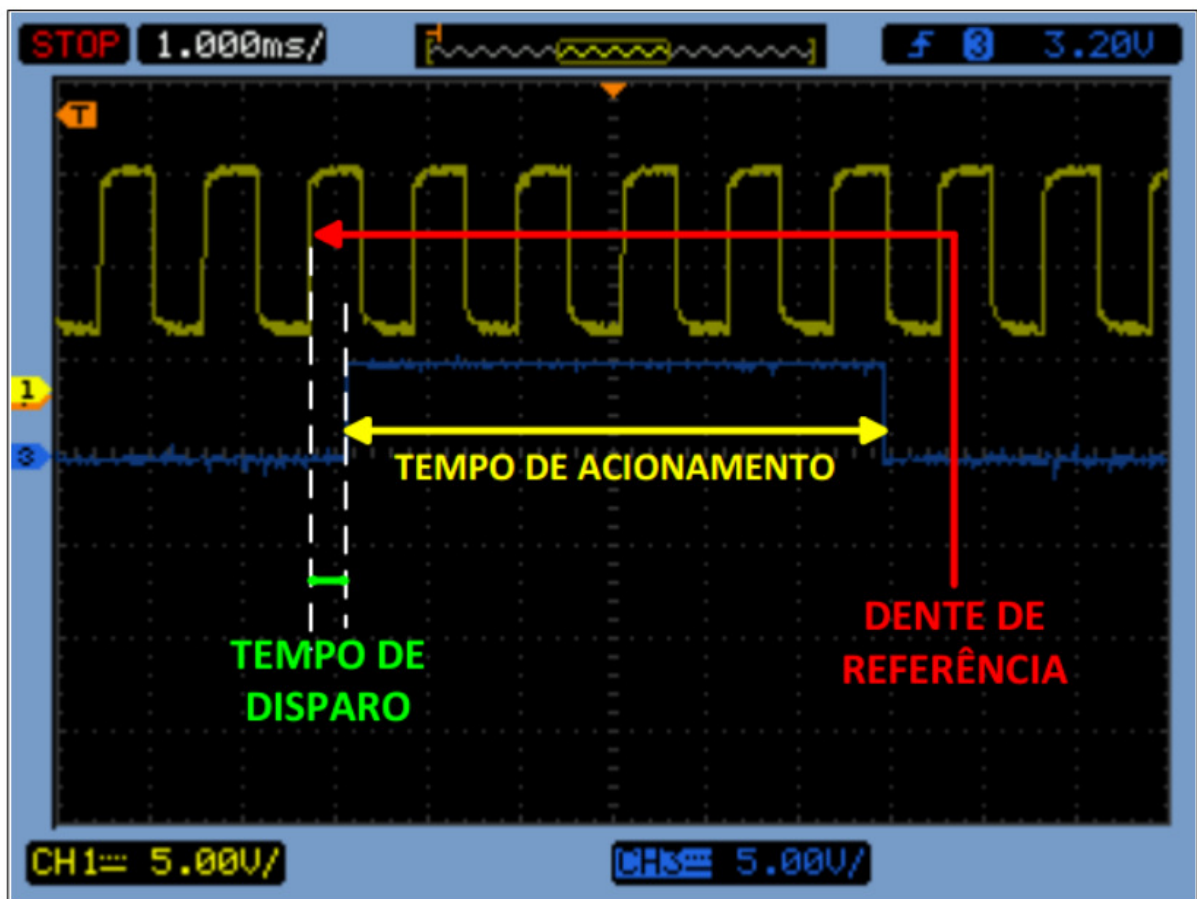 STOP 1.000ms/ 3 3.20V
T
1
3
TEMPO DE ACIONAMENTO
TEMPO DE
DISPARO
DENTE DE
REFERÊNCIA
CH1 5.00V/ CH3 5.00V/